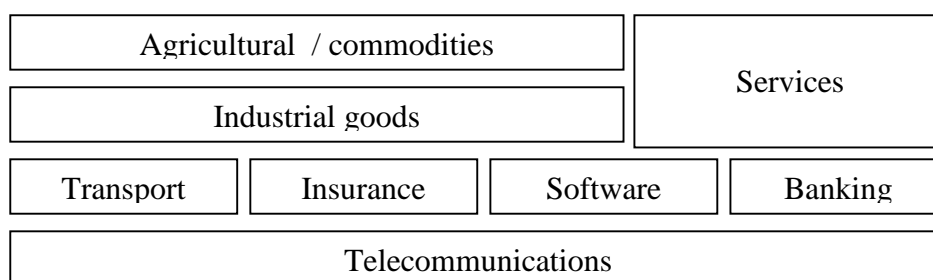 Agricultural / commodities
Services
Industrial goods
Transport Insurance Software Banking
Telecommunications